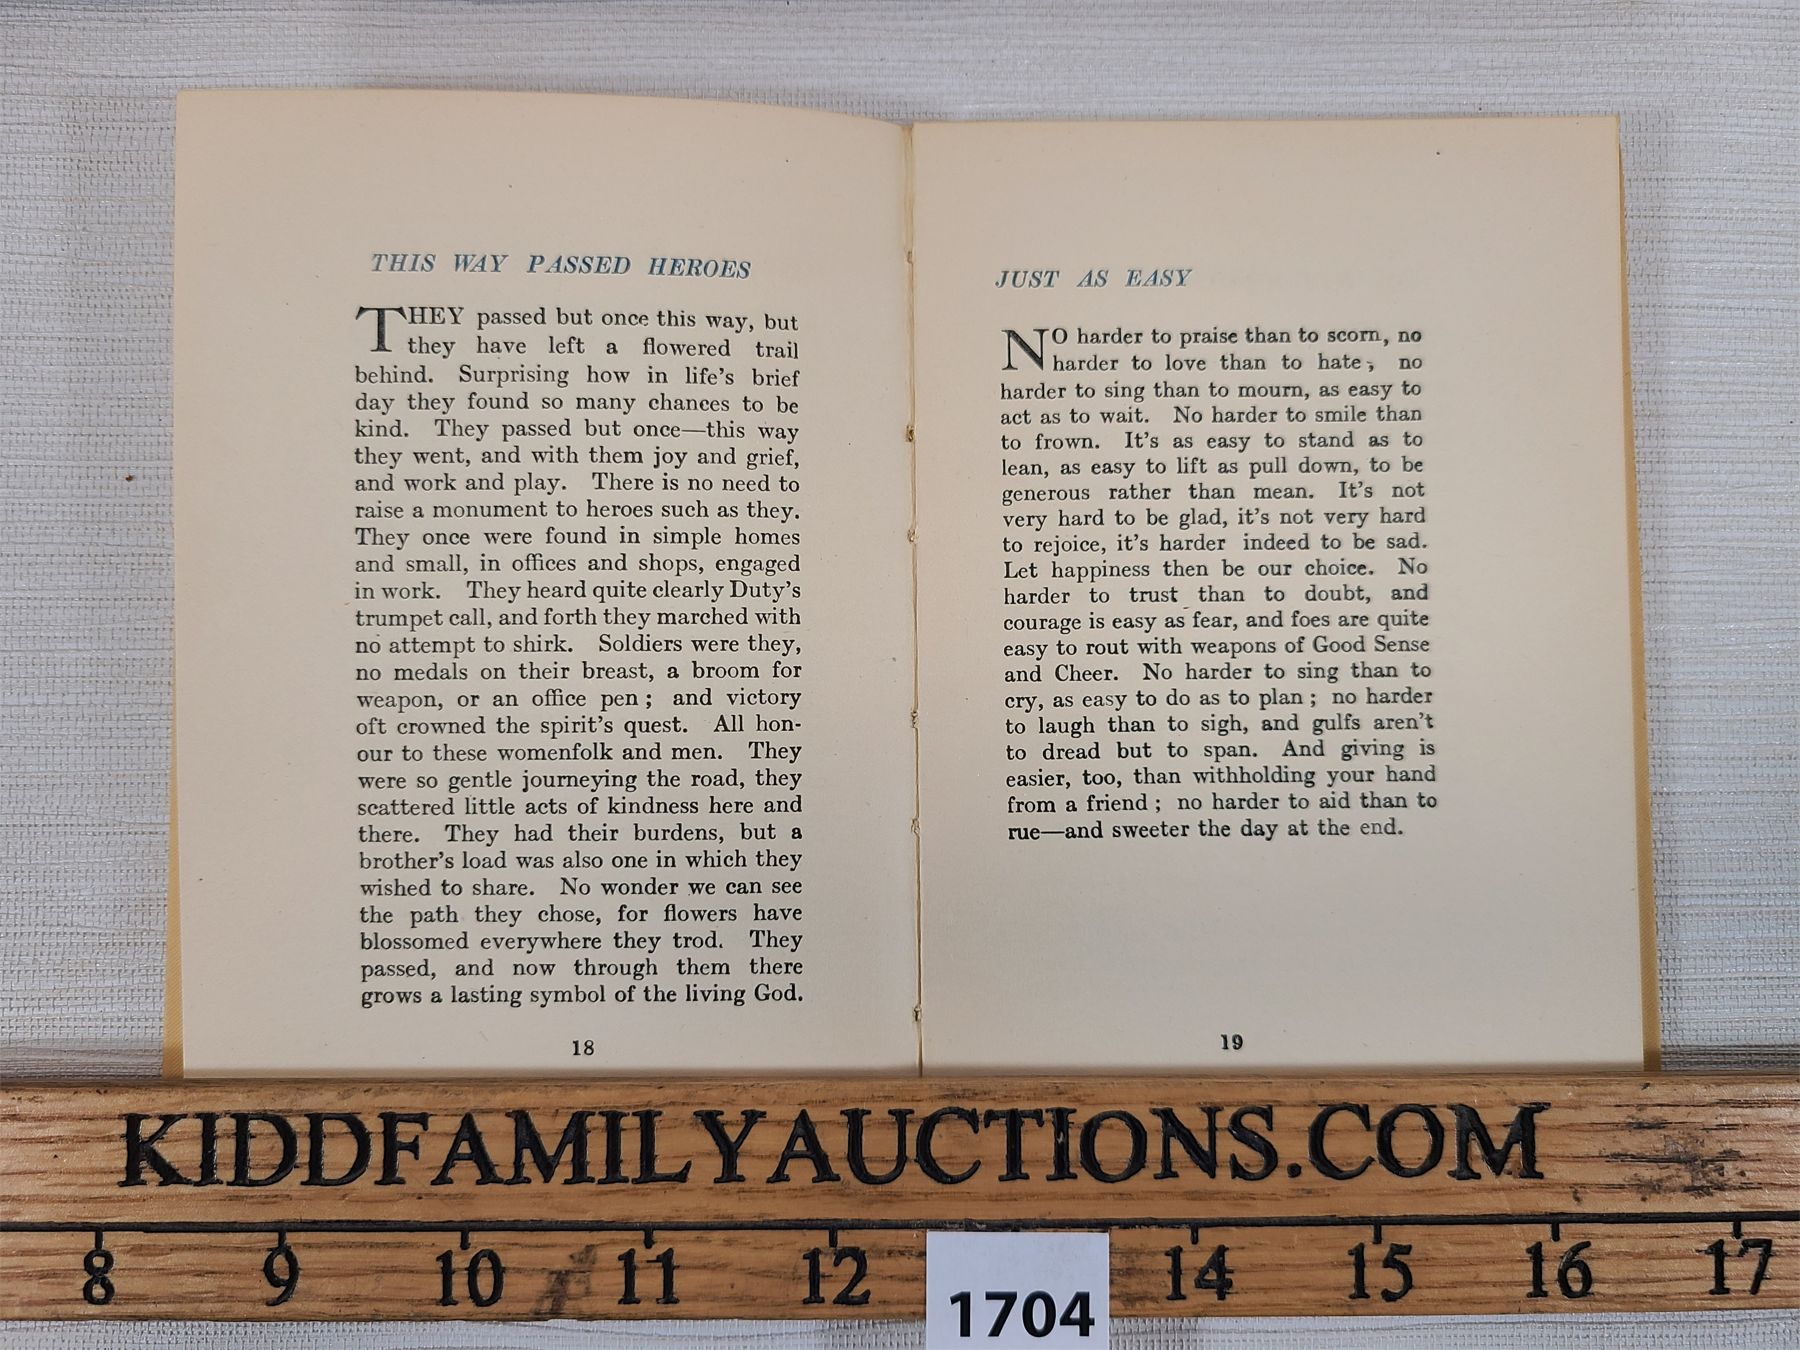 THIS WAY PASSED HEROES
THEY passed but once this way, but
they have left a flowered trail
behind. Surprising how in life's brief
day they found so many chances to be
kind. They passed but once—this way
they went, and with them joy and grief,
and work and play. There is no need to
raise a monument to heroes such as they.
They once were found in simple homes
and small, in offices and shops, engaged
in work. They heard quite clearly Duty's
trumpet call, and forth they marched with
no attempt to shirk. Soldiers were they,
no medals on their breast, a broom for
weapon, or an office pen; and victory
oft crowned the spirit's quest. All hon-
our to these womenfolk and men. They
were so gentle journeying the road, they
scattered little acts of kindness here and
there. They had their burdens, but a
brother's load was also one in which they
wished to share. No wonder we can see
the path they chose, for flowers have
blossomed everywhere they trod. They
passed, and now through them there
grows a lasting symbol of the living God.
18
JUST AS EASY
NO harder to praise than to scorn, no
harder to love than to hate, no
harder to sing than to mourn, as easy to
act as to wait. No harder to smile than
to frown. It's as easy to stand as to
lean, as easy to lift as pull down, to be
generous rather than mean. It's not
very hard to be glad, it's not very hard
to rejoice, it's harder indeed to be sad.
Let happiness then be our choice. No
harder to trust than to doubt, and
courage is easy as fear, and foes are quite
easy to rout with weapons of Good Sense
and Cheer. No harder to sing than to
cry, as easy to do as to plan; no harder
to laugh than to sigh, and gulfs aren't
to dread but to span. And giving is
easier, too, than withholding your hand
from a friend; no harder to aid than to
rue—and sweeter the day at the end.
19
KIDDFAMILYAUCTIONS.COM
8 9 10 11 12 14 15 16 17
1704